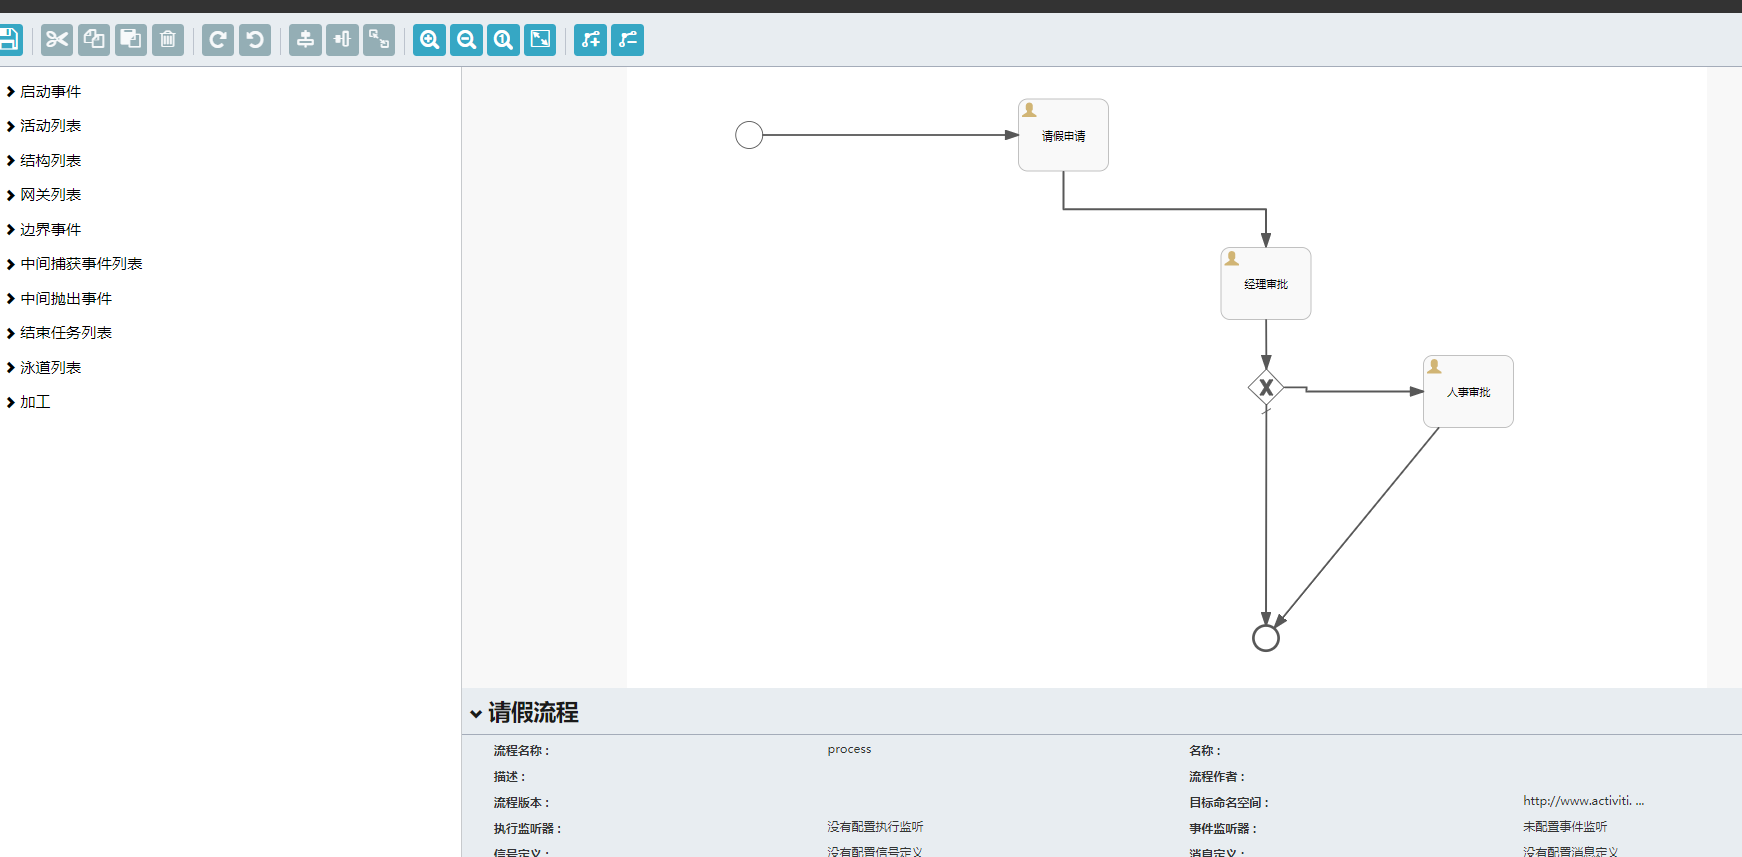 启动事件
活动列表
结构列表
网关列表
边界事件
中间捕获事件列表
中间抛出事件
结束任务列表
泳道列表
加工
请假申请
经理审批
X
人事审批
请假流程
流程名称： process 名称：
描述： 流程作者：
流程版本： 目标命名空间： http://www.activiti. ...
执行监听器： 没有配置执行监听 事件监听器： 未配置事件监听
信号定义： 没有配置信号定义 消息定义： 没有配置消息定义